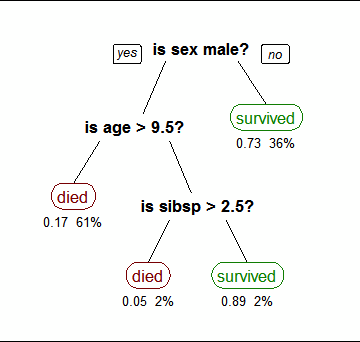 yes is sex male? no
is age > 9.5?
survived
0.73 36%
died
0.17 61%
is sibsp > 2.5?
died survived
0.05 2% 0.89 2%